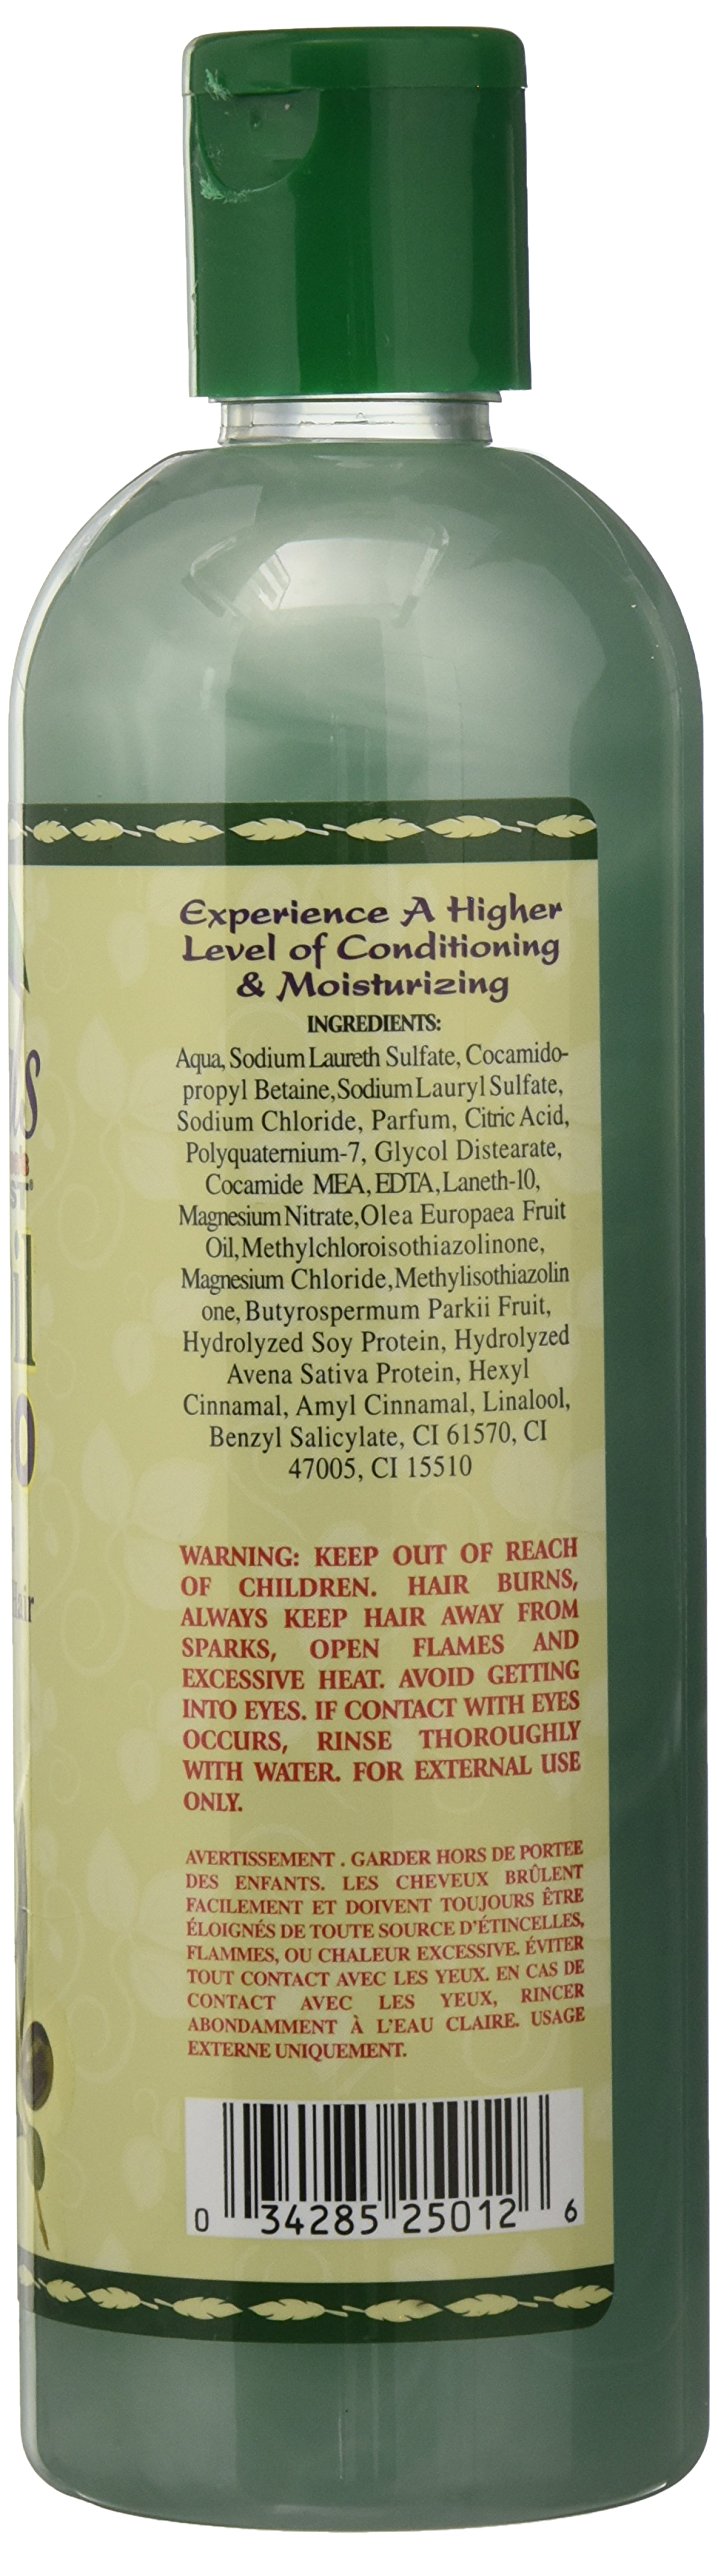 Experience A Higher
Level of Conditioning
& Moisturizing
INGREDIENTS:
Aqua, Sodium Laureth Sulfate, Cocamido-
propyl Betaine, Sodium Lauryl Sulfate,
Sodium Chloride, Parfum, Citric Acid,
Polyquaternium-7, Glycol Distearate,
Cocamide MEA, EDTA, Laneth-10,
Magnesium Nitrate, Olea Europaea Fruit
Oil, Methylchloroisothiazolinone,
Magnesium Chloride, Methylisothiazolin
one, Butyrospermum Parkii Fruit,
Hydrolyzed Soy Protein, Hydrolyzed
Avena Sativa Protein, Hexyl
Cinnamal, Amyl Cinnamal, Linalool,
Benzyl Salicylate, CI 61570, CI
47005, CI 15510
WARNING: KEEP OUT OF REACH
OF CHILDREN. HAIR BURNS,
ALWAYS KEEP HAIR AWAY FROM
SPARKS, OPEN FLAMES AND
EXCESSIVE HEAT. AVOID GETTING
INTO EYES. IF CONTACT WITH EYES
OCCURS, RINSE THOROUGHLY
WITH WATER. FOR EXTERNAL USE
ONLY.
AVERTISSEMENT . GARDER HORS DE PORTEE
DES ENFANTS. LES CHEVEUX BRÛLENT
FACILEMENT ET DOIVENT TOUJOURS ÊTRE
ÉLOIGNÉS DE TOUTE SOURCE D'ÉTINCELLES,
FLAMMES, OU CHALEUR EXCESSIVE. ÉVITER
TOUT CONTACT AVEC LES YEUX. EN CAS DE
CONTACT AVEC LES YEUX, RINCER
ABONDAMMENT À L'EAU CLAIRE. USAGE
EXTERNE UNIQUEMENT.
0 34285 25012 6